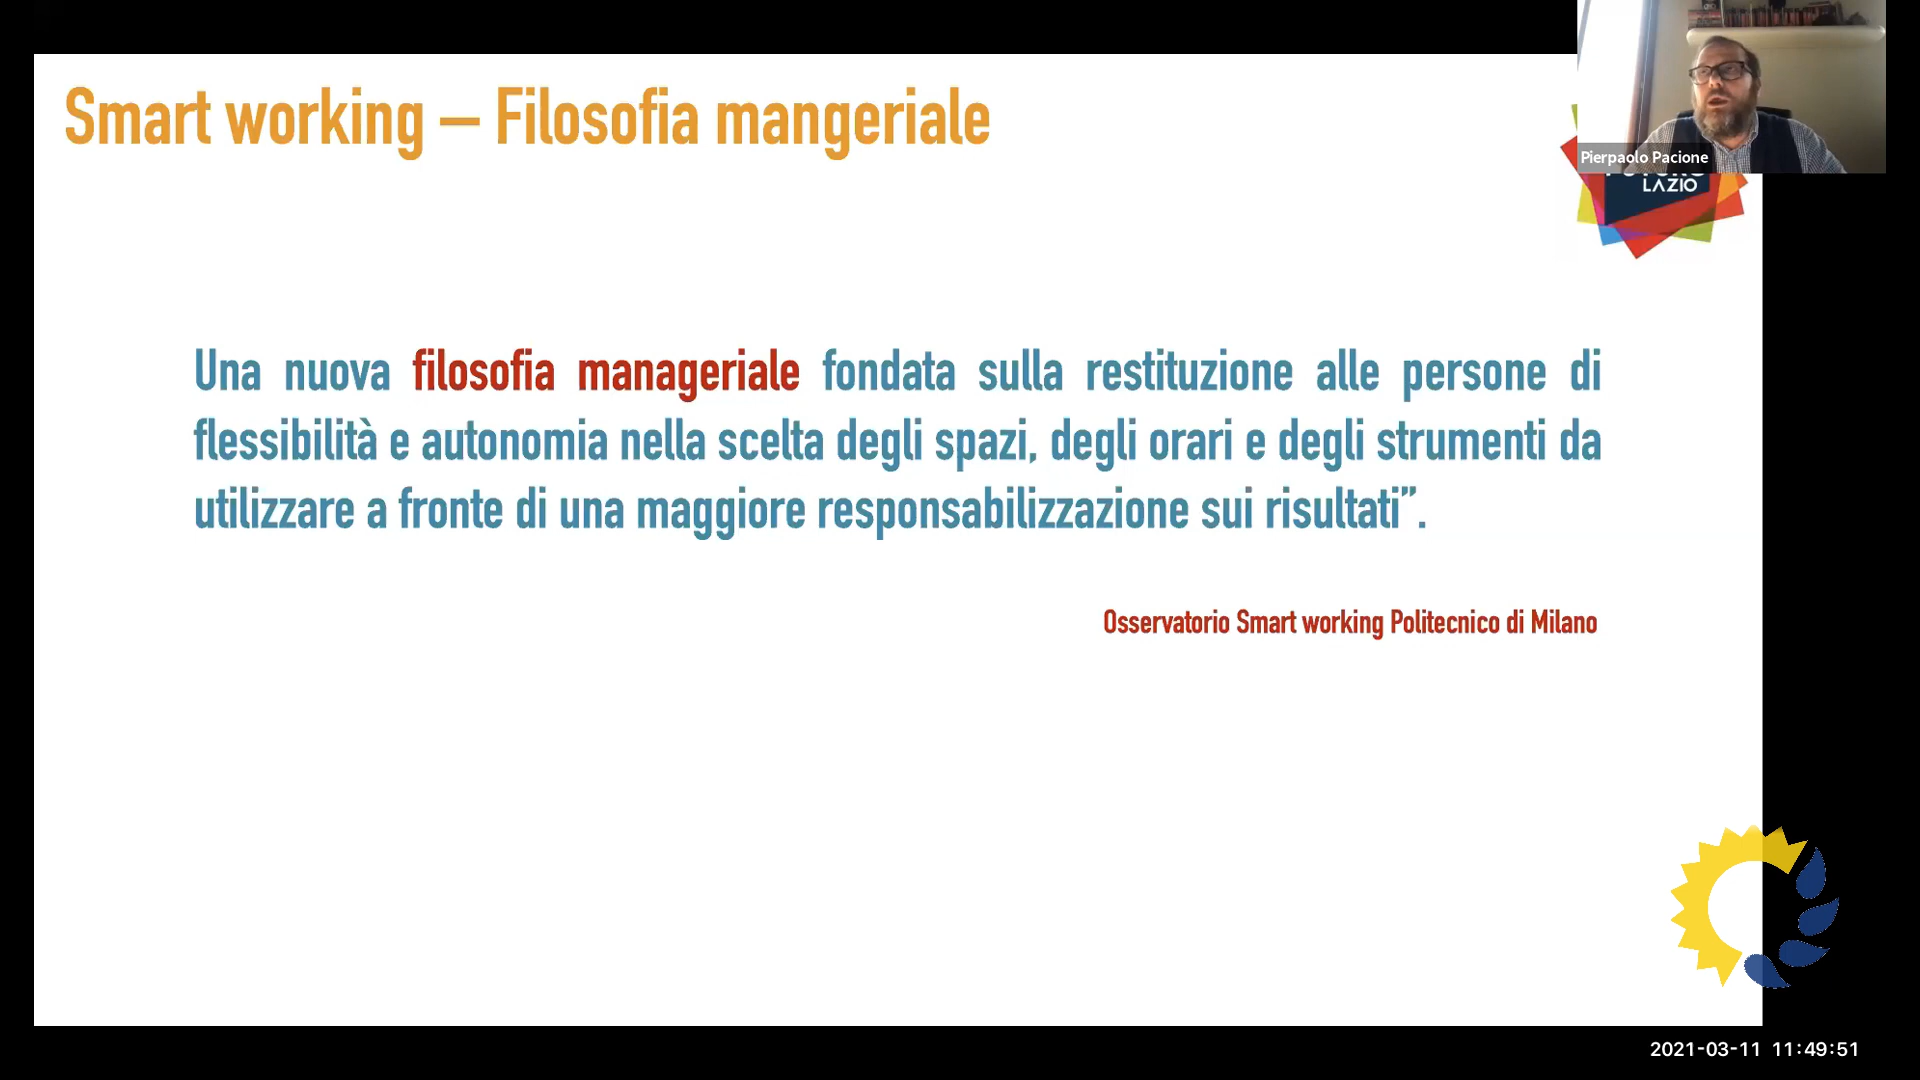 Smart working – Filosofia mangeriale
Pierpaolo Pacione
LAZIO
Una nuova filosofia manageriale fondata sulla restituzione alle persone di
flessibilità e autonomia nella scelta degli spazi, degli orari e degli strumenti da
utilizzare a fronte di una maggiore responsabilizzazione sui risultati”.
Osservatorio Smart working Politecnico di Milano
2021-03-11 11:49:51